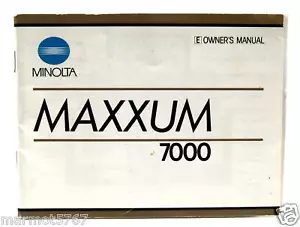 [E] OWNER'S MANUAL
MINOLTA
MAXXUM
7000
marmot5767